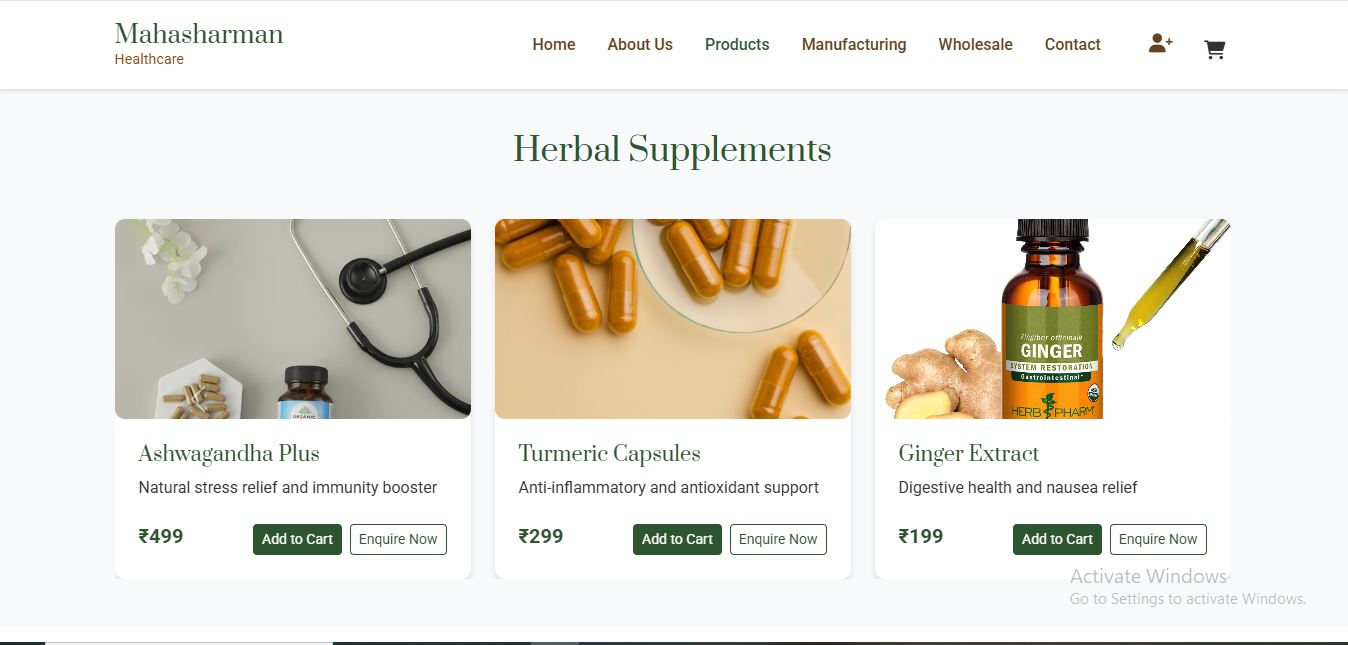 Mahasharman
Healthcare
Home About Us Products Manufacturing Wholesale Contact
Herbal Supplements
ORGANIC
Zingiber officinale
GINGER
SYSTEM RESTORATION
Gastrointestinal
HERB PHARM
Ashwagandha Plus
Natural stress relief and immunity booster
₹499 Add to Cart Enquire Now
Turmeric Capsules
Anti-inflammatory and antioxidant support
₹299 Add to Cart Enquire Now
Ginger Extract
Digestive health and nausea relief
₹199 Add to Cart Enquire Now
Activate Windows
Go to Settings to activate Windows.